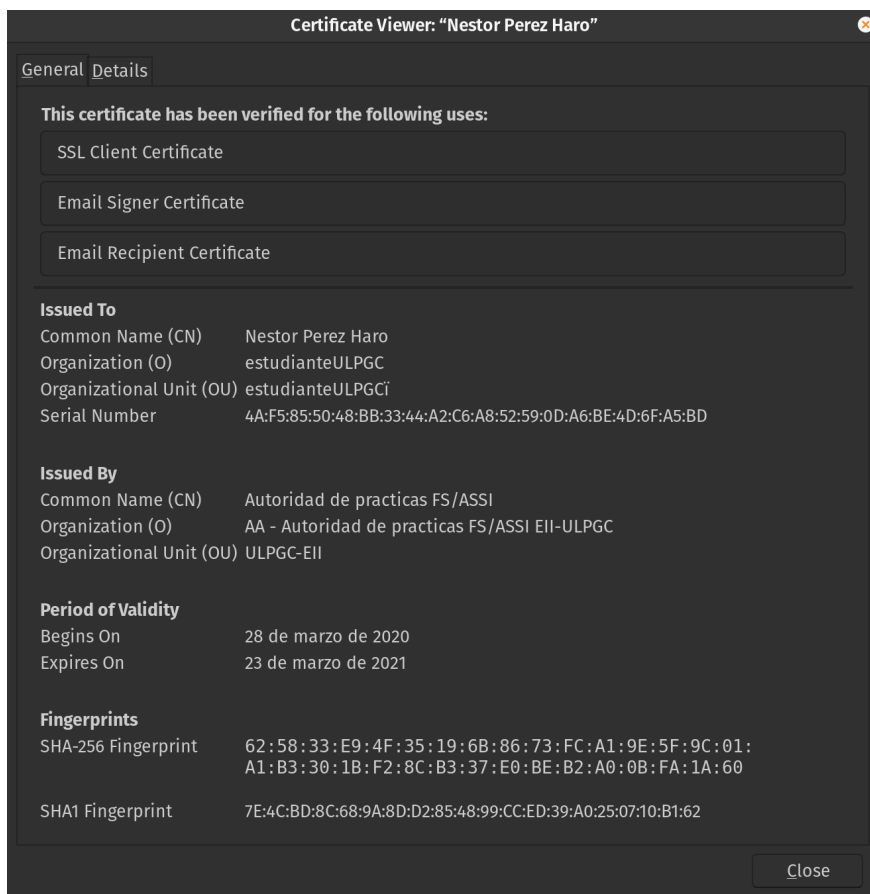 Certificate Viewer: “Nestor Perez Haro”
General Details
This certificate has been verified for the following uses:
SSL Client Certificate
Email Signer Certificate
Email Recipient Certificate
Issued To
Common Name (CN) Nestor Perez Haro
Organization (O) estudianteULPGC
Organizational Unit (OU) estudianteULPGCï
Serial Number 4A:F5:85:50:48:BB:33:44:A2:C6:A8:52:59:0D:A6:BE:4D:6F:A5:BD
Issued By
Common Name (CN) Autoridad de practicas FS/ASSI
Organization (O) AA - Autoridad de practicas FS/ASSI EII-ULPGC
Organizational Unit (OU) ULPGC-EII
Period of Validity
Begins On 28 de marzo de 2020
Expires On 23 de marzo de 2021
Fingerprints
SHA-256 Fingerprint 62:58:33:E9:4F:35:19:6B:86:73:FC:A1:9E:5F:9C:01:
A1:B3:30:1B:F2:8C:B3:37:E0:BE:B2:A0:0B:FA:1A:60
SHA1 Fingerprint 7E:4C:BD:8C:68:9A:8D:D2:85:48:99:CC:ED:39:A0:25:07:10:B1:62
Close